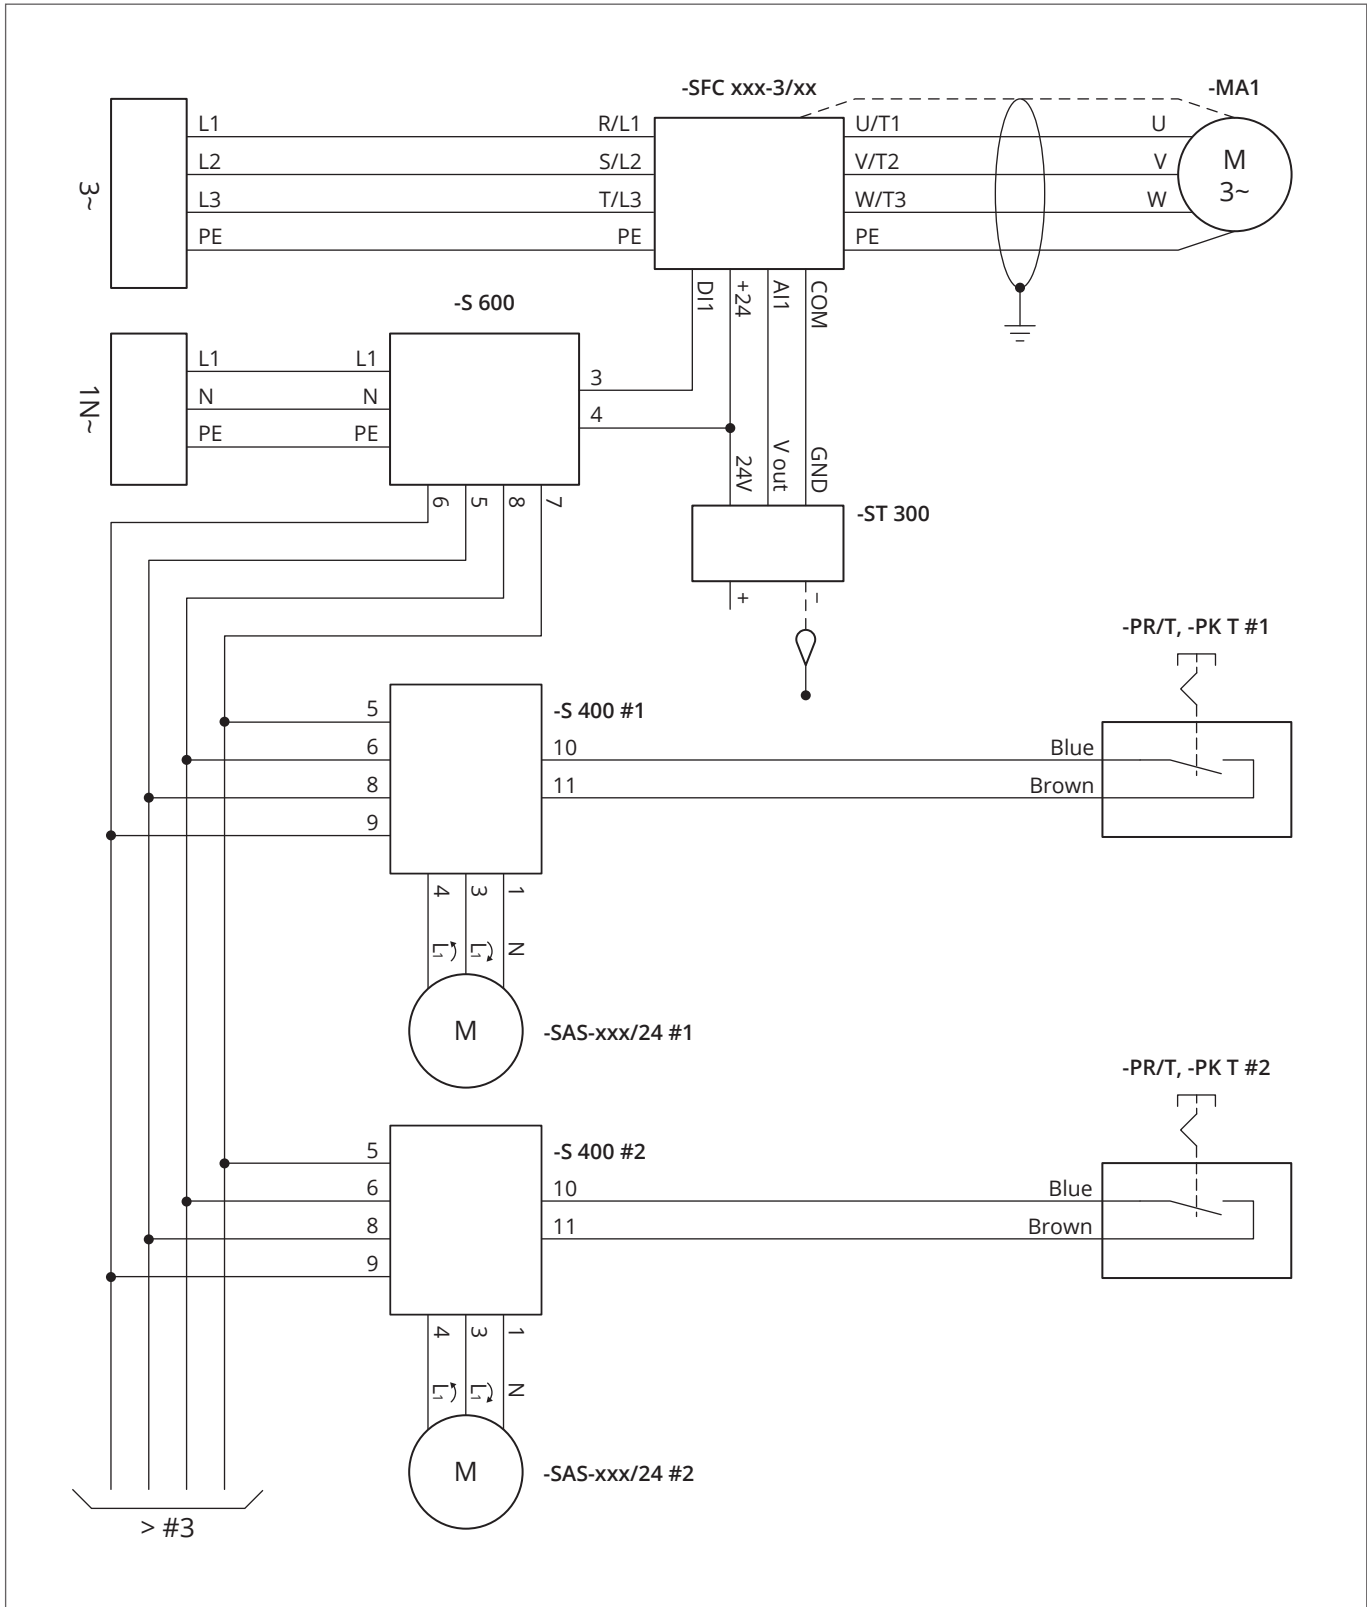 -SFC xxx-3/xx
-MA1
3~
L1 R/L1 U/T1 U
L2 S/L2 V/T2 V
L3 T/L3 W/T3 W
PE PE PE
M
3~
DI1 +24 AI1 COM
-S 600
1N~
L1 L1
N N
PE PE
3
4
24V V out GND
6 5 8 7
-ST 300
+ –
-PR/T, -PK T #1
-S 400 #1
5
6 10 Blue
8 11 Brown
9
4 3 1
L1 L1 N
M
-SAS-xxx/24 #1
-PR/T, -PK T #2
-S 400 #2
5
6 10 Blue
8 11 Brown
9
4 3 1
L1 L1 N
M
-SAS-xxx/24 #2
> #3